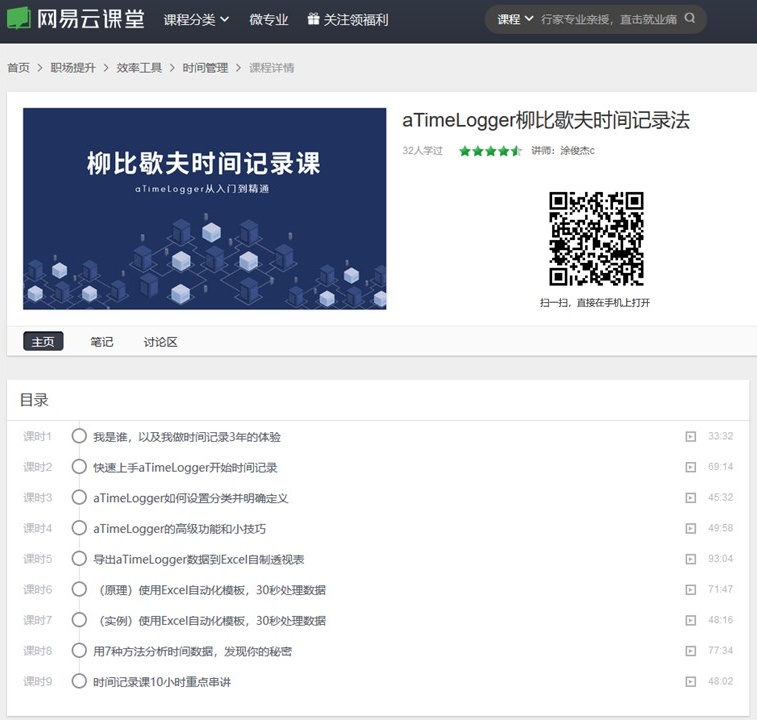 网易云课堂 课程分类 微专业 关注领福利 课程 行家专业亲授，直击就业痛
首页 > 职场提升 > 效率工具 > 时间管理 > 课程详情
柳比歇夫时间记录课
aTimeLogger从入门到精通
aTimeLogger柳比歇夫时间记录法
32人学过 讲师：涂俊杰c
扫一扫，直接在手机上打开
主页 笔记 讨论区
目录
课时1 我是谁，以及我做时间记录3年的体验 33:32
课时2 快速上手aTimeLogger开始时间记录 69:14
课时3 aTimeLogger如何设置分类并明确定义 45:32
课时4 aTimeLogger的高级功能和小技巧 49:58
课时5 导出aTimeLogger数据到Excel自制透视表 93:04
课时6 （原理）使用Excel自动化模板，30秒处理数据 71:47
课时7 （实例）使用Excel自动化模板，30秒处理数据 48:16
课时8 用7种方法分析时间数据，发现你的秘密 77:34
课时9 时间记录课10小时重点串讲 48:02